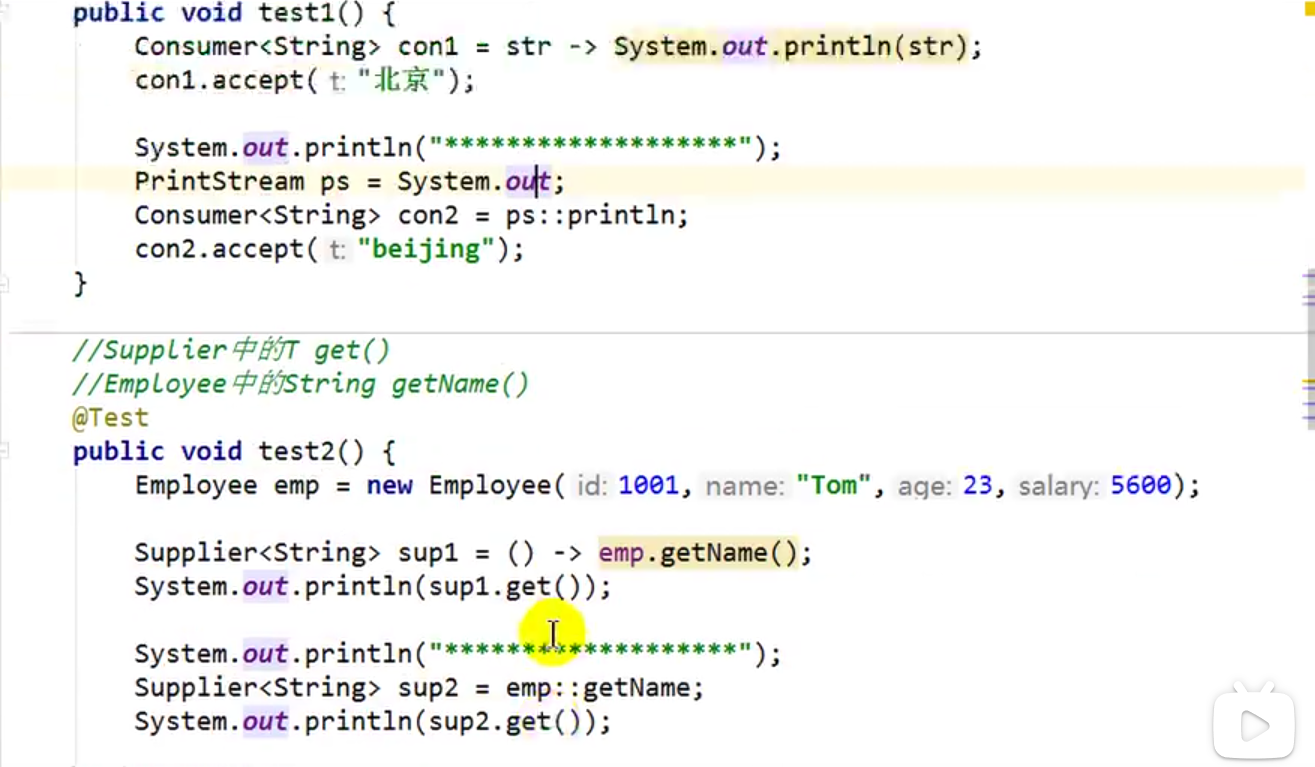 public void test1() {
Consumer<String> con1 = str -> System.out.println(str);
con1.accept( t: "北京");
System.out.println("*******************");
PrintStream ps = System.out;
Consumer<String> con2 = ps::println;
con2.accept( t: "beijing");
}
//Supplier中的T get()
//Employee中的String getName()
@Test
public void test2() {
Employee emp = new Employee( id: 1001, name: "Tom", age: 23, salary: 5600);
Supplier<String> sup1 = () -> emp.getName();
System.out.println(sup1.get());
System.out.println("*******************");
Supplier<String> sup2 = emp::getName;
System.out.println(sup2.get());